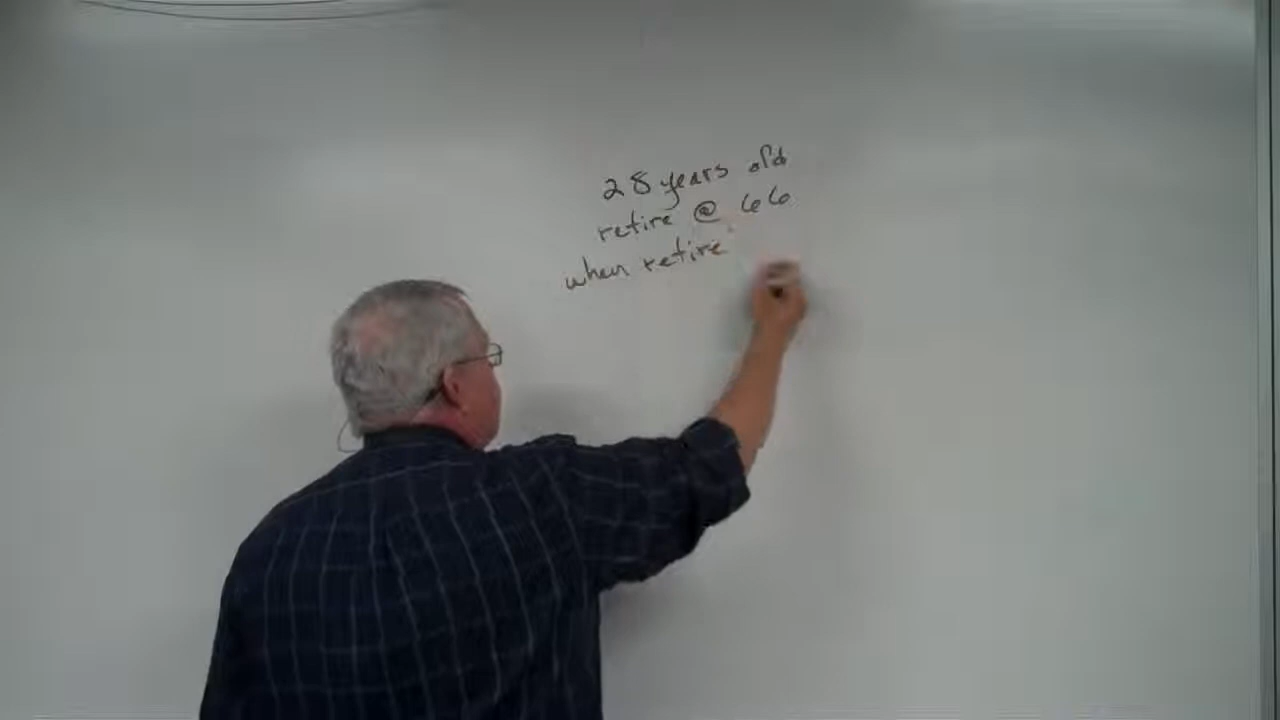 28 years old
retire @ 66
when retire